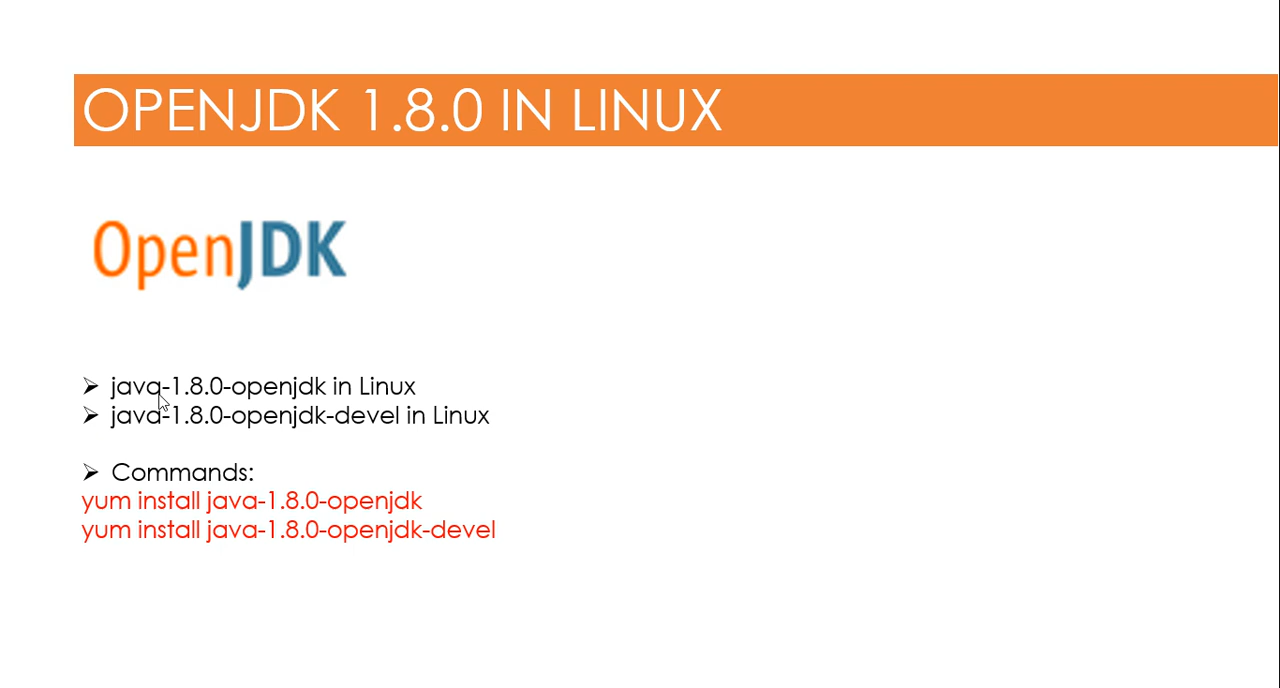 OPENJDK 1.8.0 IN LINUX
OpenJDK
➢ java-1.8.0-openjdk in Linux
➢ java-1.8.0-openjdk-devel in Linux
➢ Commands:
yum install java-1.8.0-openjdk
yum install java-1.8.0-openjdk-devel